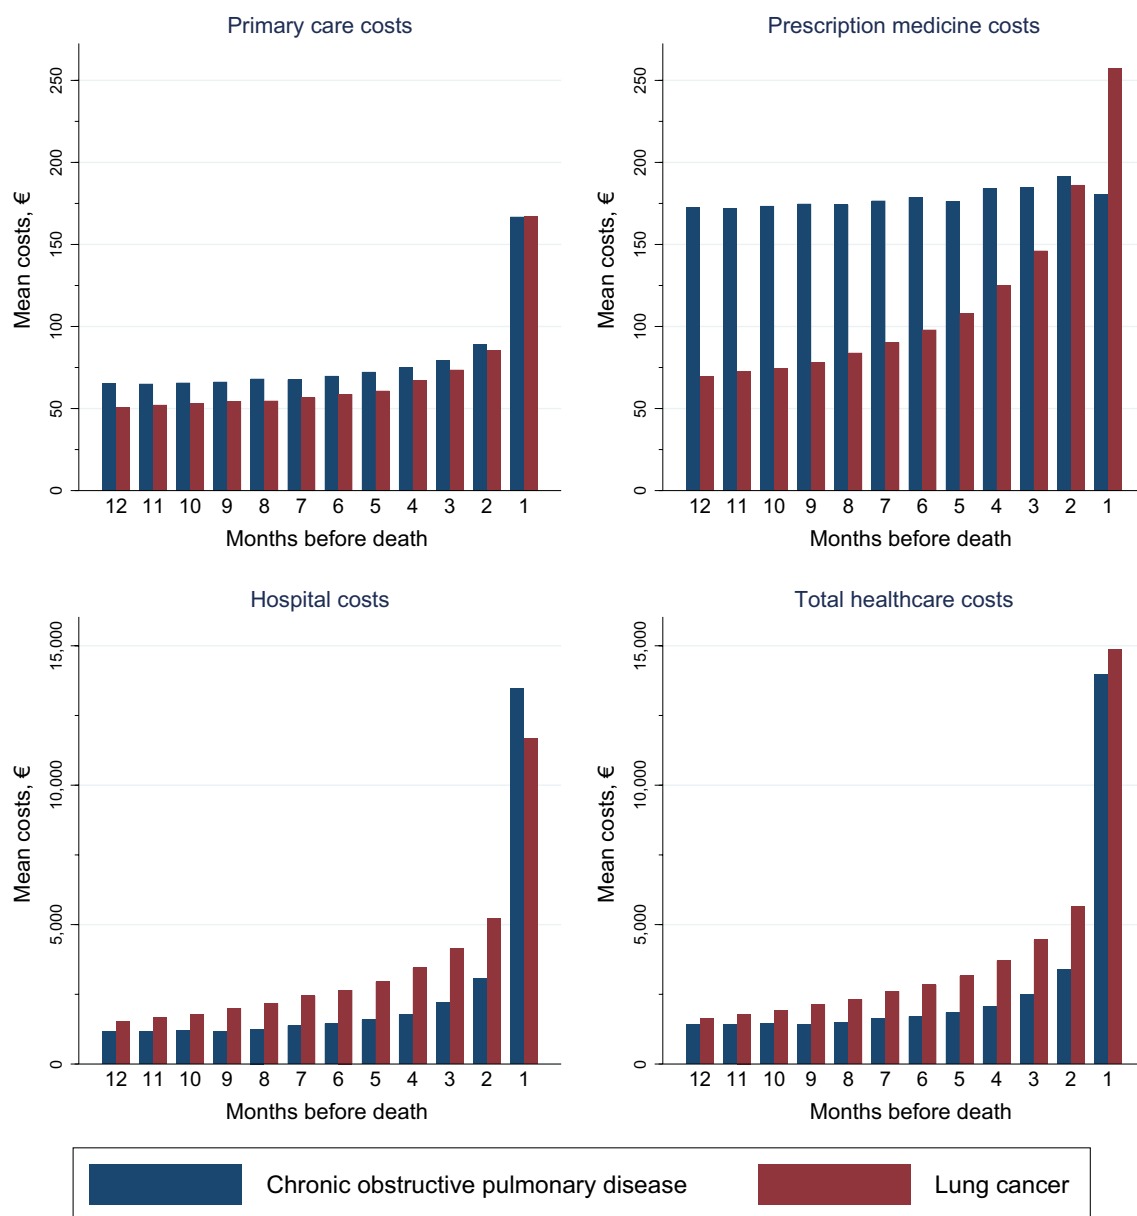 Primary care costs
Mean costs, €
250
200
150
100
50
0
12 11 10 9 8 7 6 5 4 3 2 1
Months before death
Prescription medicine costs
Mean costs, €
250
200
150
100
50
0
12 11 10 9 8 7 6 5 4 3 2 1
Months before death
Hospital costs
Mean costs, €
15,000
10,000
5,000
0
12 11 10 9 8 7 6 5 4 3 2 1
Months before death
Total healthcare costs
Mean costs, €
15,000
10,000
5,000
0
12 11 10 9 8 7 6 5 4 3 2 1
Months before death
Chronic obstructive pulmonary disease
Lung cancer